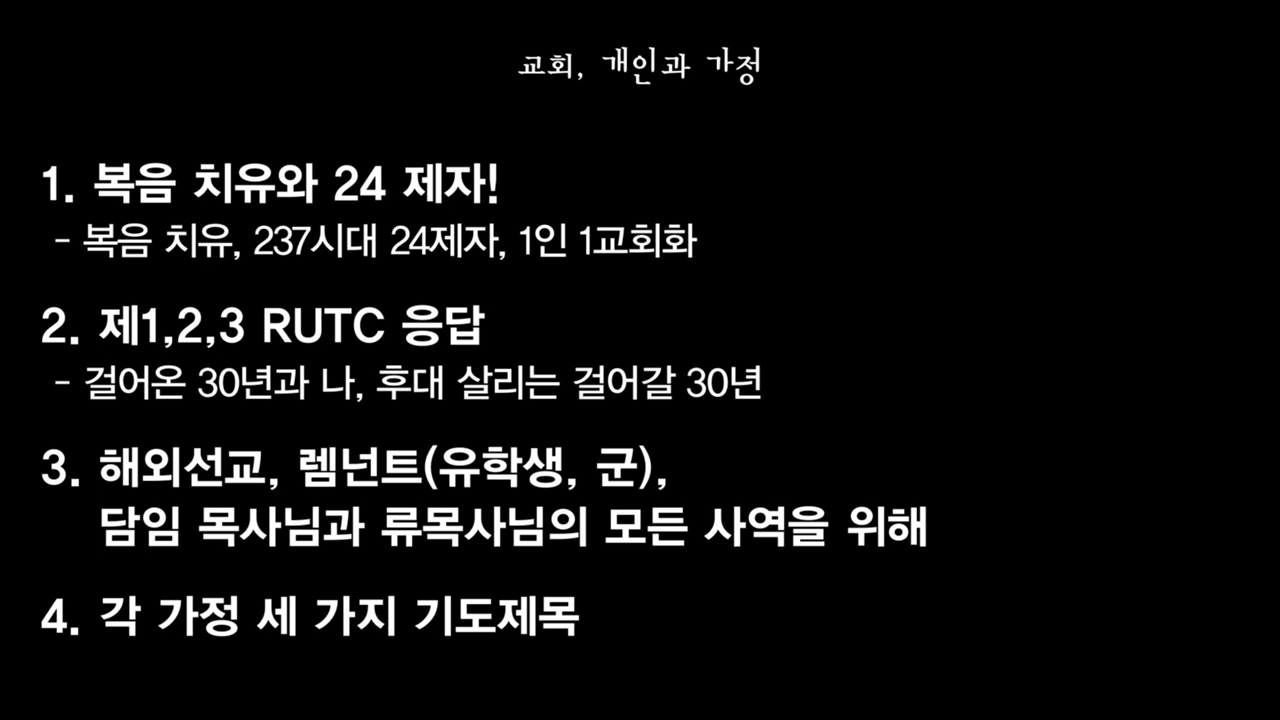 교회, 개인과 가정
1. 복음 치유와 24 제자!
- 복음 치유, 237시대 24제자, 1인 1교회화
2. 제1,2,3 RUTC 응답
- 걸어온 30년과 나, 후대 살리는 걸어갈 30년
3. 해외선교, 렘넌트(유학생, 군),
담임 목사님과 류목사님의 모든 사역을 위해
4. 각 가정 세 가지 기도제목